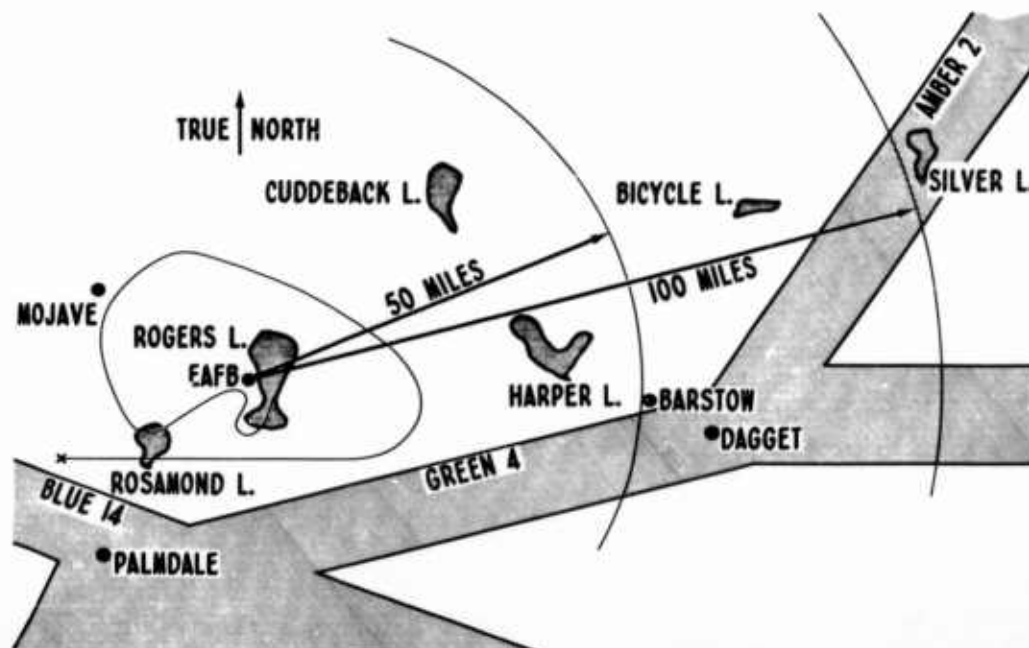 AMBER 2
TRUE NORTH
CUDDEBACK L.
BICYCLE L.
SILVER L.
50 MILES
100 MILES
MOJAVE
ROGERS L.
EAFB
HARPER L.
BARSTOW
DAGGET
ROSAMOND L.
GREEN 4
BLUE 14
PALMDALE